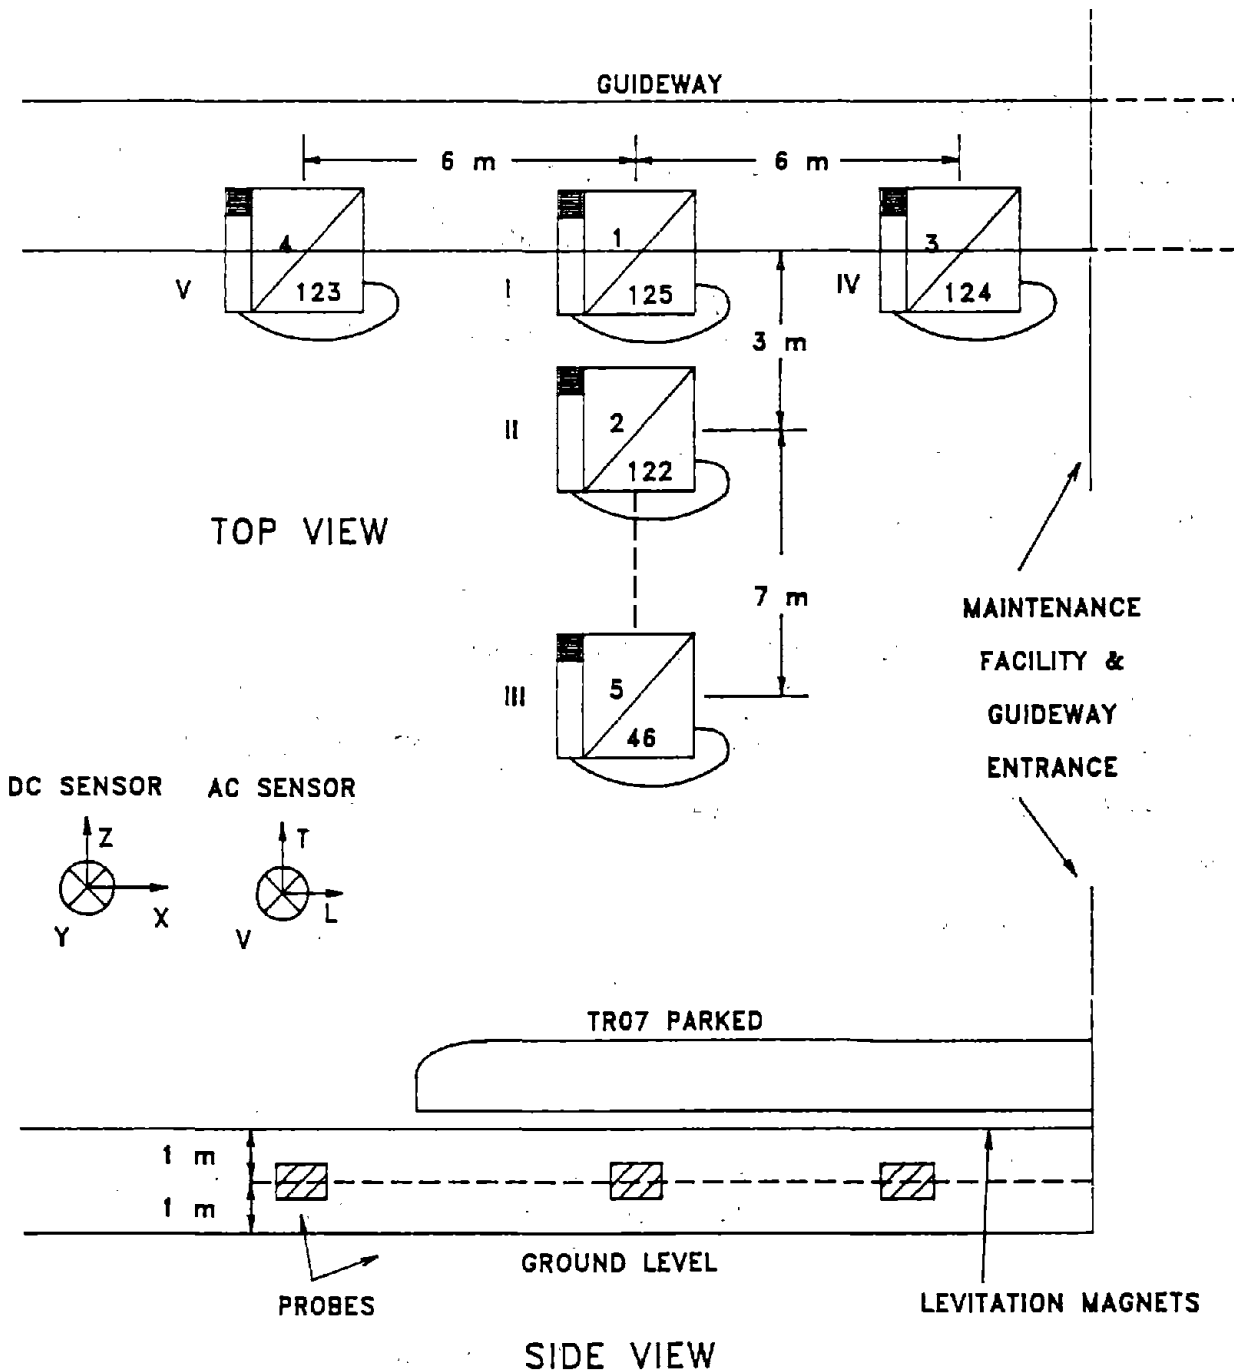 GUIDEWAY
6 m
6 m
4
1
3
V
123
I
125
IV
124
3 m
2
II
122
TOP VIEW
7 m
MAINTENANCE
FACILITY &
GUIDEWAY
ENTRANCE
5
III
46
DC SENSOR
AC SENSOR
Z
X
Y
T
L
V
TR07 PARKED
1 m
1 m
GROUND LEVEL
PROBES
LEVITATION MAGNETS
SIDE VIEW